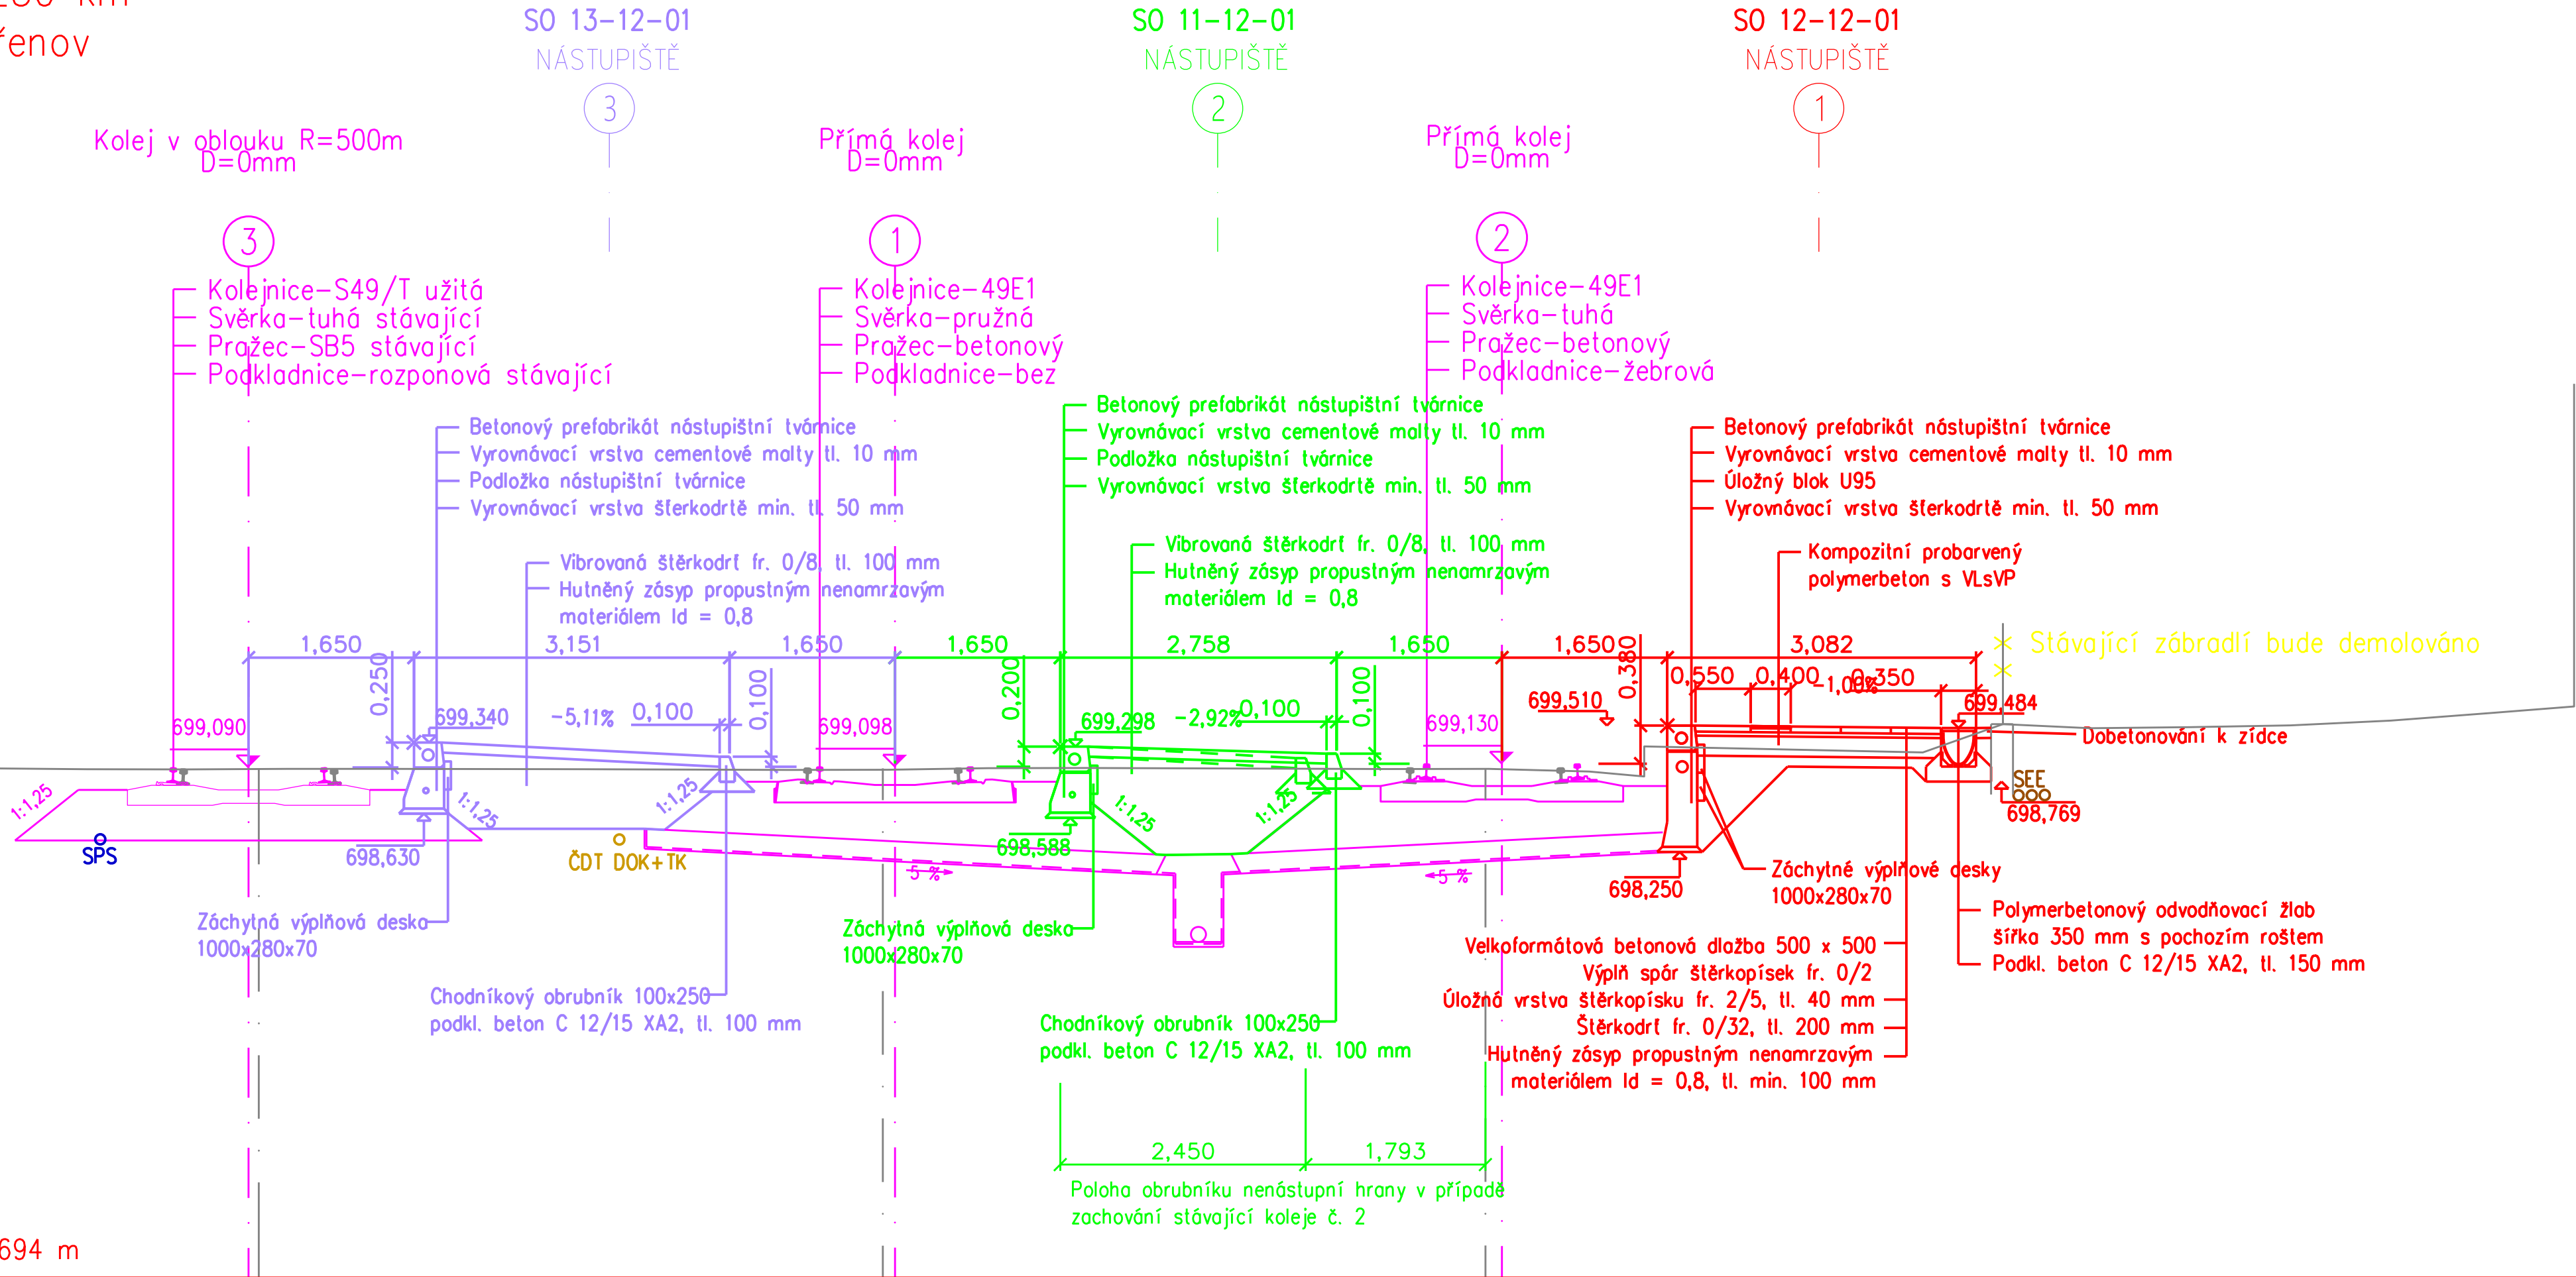 SO 13-12-01
NÁSTUPIŠTĚ
3
SO 11-12-01
NÁSTUPIŠTĚ
2
SO 12-12-01
NÁSTUPIŠTĚ
1
řenov
Kolej v oblouku R=500m
D=0mm
Přímá kolej
D=0mm
Přímá kolej
D=0mm
3
1
2
Kolejnice-S49/T užitá
Svěrka-tuhá stávající
Pražec-SB5 stávající
Podkladnice-rozponová stávající
Kolejnice-49E1
Svěrka-pružná
Pražec-betonový
Podkladnice-bez
Kolejnice-49E1
Svěrka-tuhá
Pražec-betonový
Podkladnice-žebrová
Betonový prefabrikát nástupištní tvárnice
Vyrovnávací vrstva cementové malty tl. 10 mm
Podložka nástupištní tvárnice
Vyrovnávací vrstva šťerkodrtě min. tl. 50 mm
Betonový prefabrikát nástupištní tvárnice
Vyrovnávací vrstva cementové malty tl. 10 mm
Podložka nástupištní tvárnice
Vyrovnávací vrstva šťerkodrtě min. tl. 50 mm
Betonový prefabrikát nástupištní tvárnice
Vyrovnávací vrstva cementové malty tl. 10 mm
Úložný blok U95
Vyrovnávací vrstva šťerkodrtě min. tl. 50 mm
Vibrovaná štěrkodrť fr. 0/8, tl. 100 mm
Hutněný zásyp propustným nenamrzavým
materiálem Id = 0,8
Vibrovaná štěrkodrť fr. 0/8, tl. 100 mm
Hutněný zásyp propustným nenamrzavým
materiálem Id = 0,8
Kompozitní probarvený
polymerbeton s VLsVP
1,650
3,151
1,650
1,650
2,758
1,650
1,650
3,082
Stávající zábradlí bude demolováno
0,250
0,100
0,200
0,100
0,380
0,550
0,400
0,350
-1,00%
699,090
699,340
-5,11%
0,100
699,098
699,298
-2,92%
0,100
699,130
699,510
699,484
Dobetonování k zídce
1:1,25
1:1,25
1:1,25
1:1,25
1:1,25
SEE
698,769
SPS
698,630
ČDT DOK+TK
698,588
5 %
5 %
698,250
Záchytné výplňové desky
1000x280x70
Záchytná výplňová deska
1000x280x70
Záchytná výplňová deska
1000x280x70
Polymerbetonový odvodňovací žlab
šířka 350 mm s pochozím roštem
Podkl. beton C 12/15 XA2, tl. 150 mm
Velkoformátová betonová dlažba 500 x 500
Výplň spár štěrkopísek fr. 0/2
Úložná vrstva štěrkopísku fr. 2/5, tl. 40 mm
Štěrkodrť fr. 0/32, tl. 200 mm
Hutněný zásyp propustným nenamrzavým
materiálem Id = 0,8, tl. min. 100 mm
Chodníkový obrubník 100x250
podkl. beton C 12/15 XA2, tl. 100 mm
Chodníkový obrubník 100x250
podkl. beton C 12/15 XA2, tl. 100 mm
2,450
1,793
Poloha obrubníku nenástupní hrany v případě
zachování stávající koleje č. 2
694 m